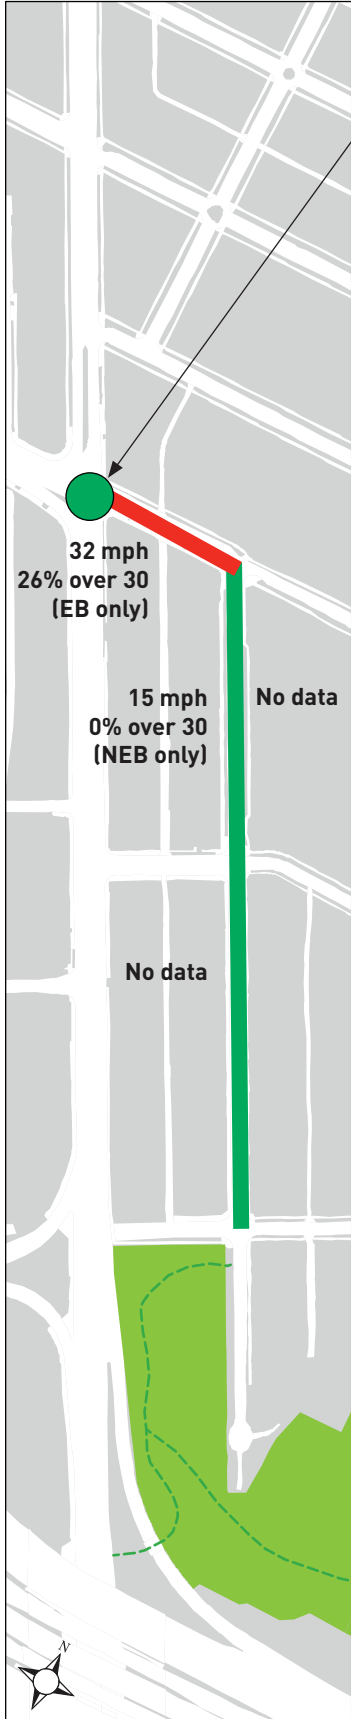 32 mph
26% over 30
(EB only)
15 mph
0% over 30
(NEB only)
No data
No data
N